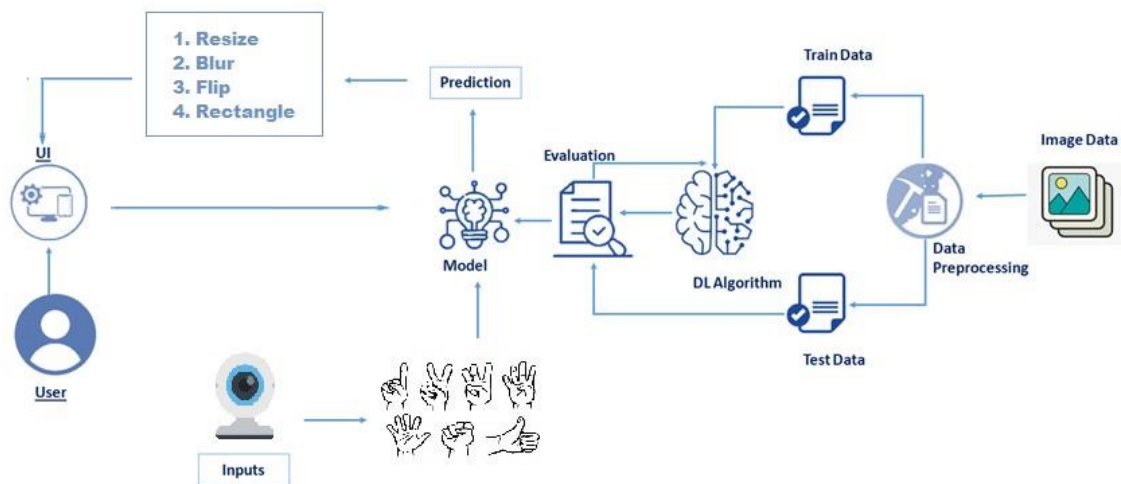 1. Resize
2. Blur
3. Flip
4. Rectangle
Prediction
Train Data
UI
Evaluation
Image Data
Model
DL Algorithm
Data
Preprocessing
User
Test Data
Inputs